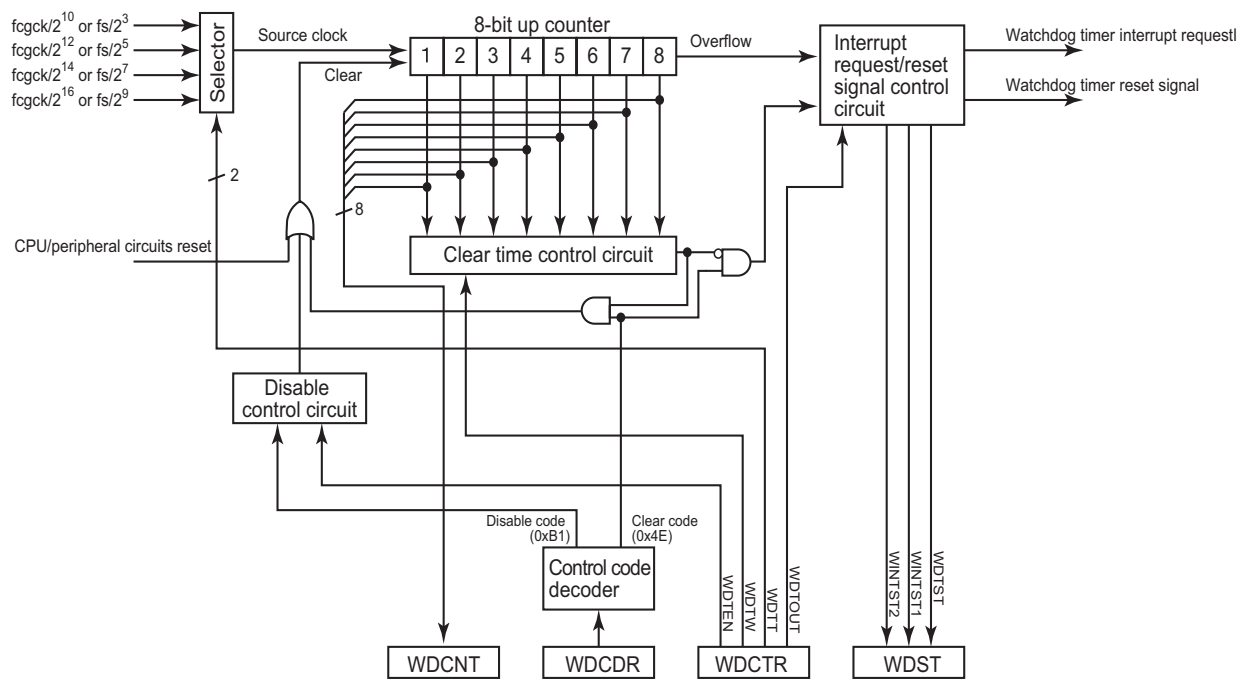 8-bit up counter
fcgck/2^10 or fs/2^3
fcgck/2^12 or fs/2^5
fcgck/2^14 or fs/2^7
fcgck/2^16 or fs/2^9
Selector
Source clock
Clear
1 2 3 4 5 6 7 8
Overflow
Interrupt
request/reset
signal control
circuit
Watchdog timer interrupt requestl
Watchdog timer reset signal
2
8
CPU/peripheral circuits reset
Clear time control circuit
Disable
control circuit
Disable code
(0xB1)
Clear code
(0x4E)
Control code
decoder
WDTEN
WDTW
WDTT
WDTOUT
WINTST2
WINTST1
WDTST
WDCNT
WDCDR
WDCTR
WDST